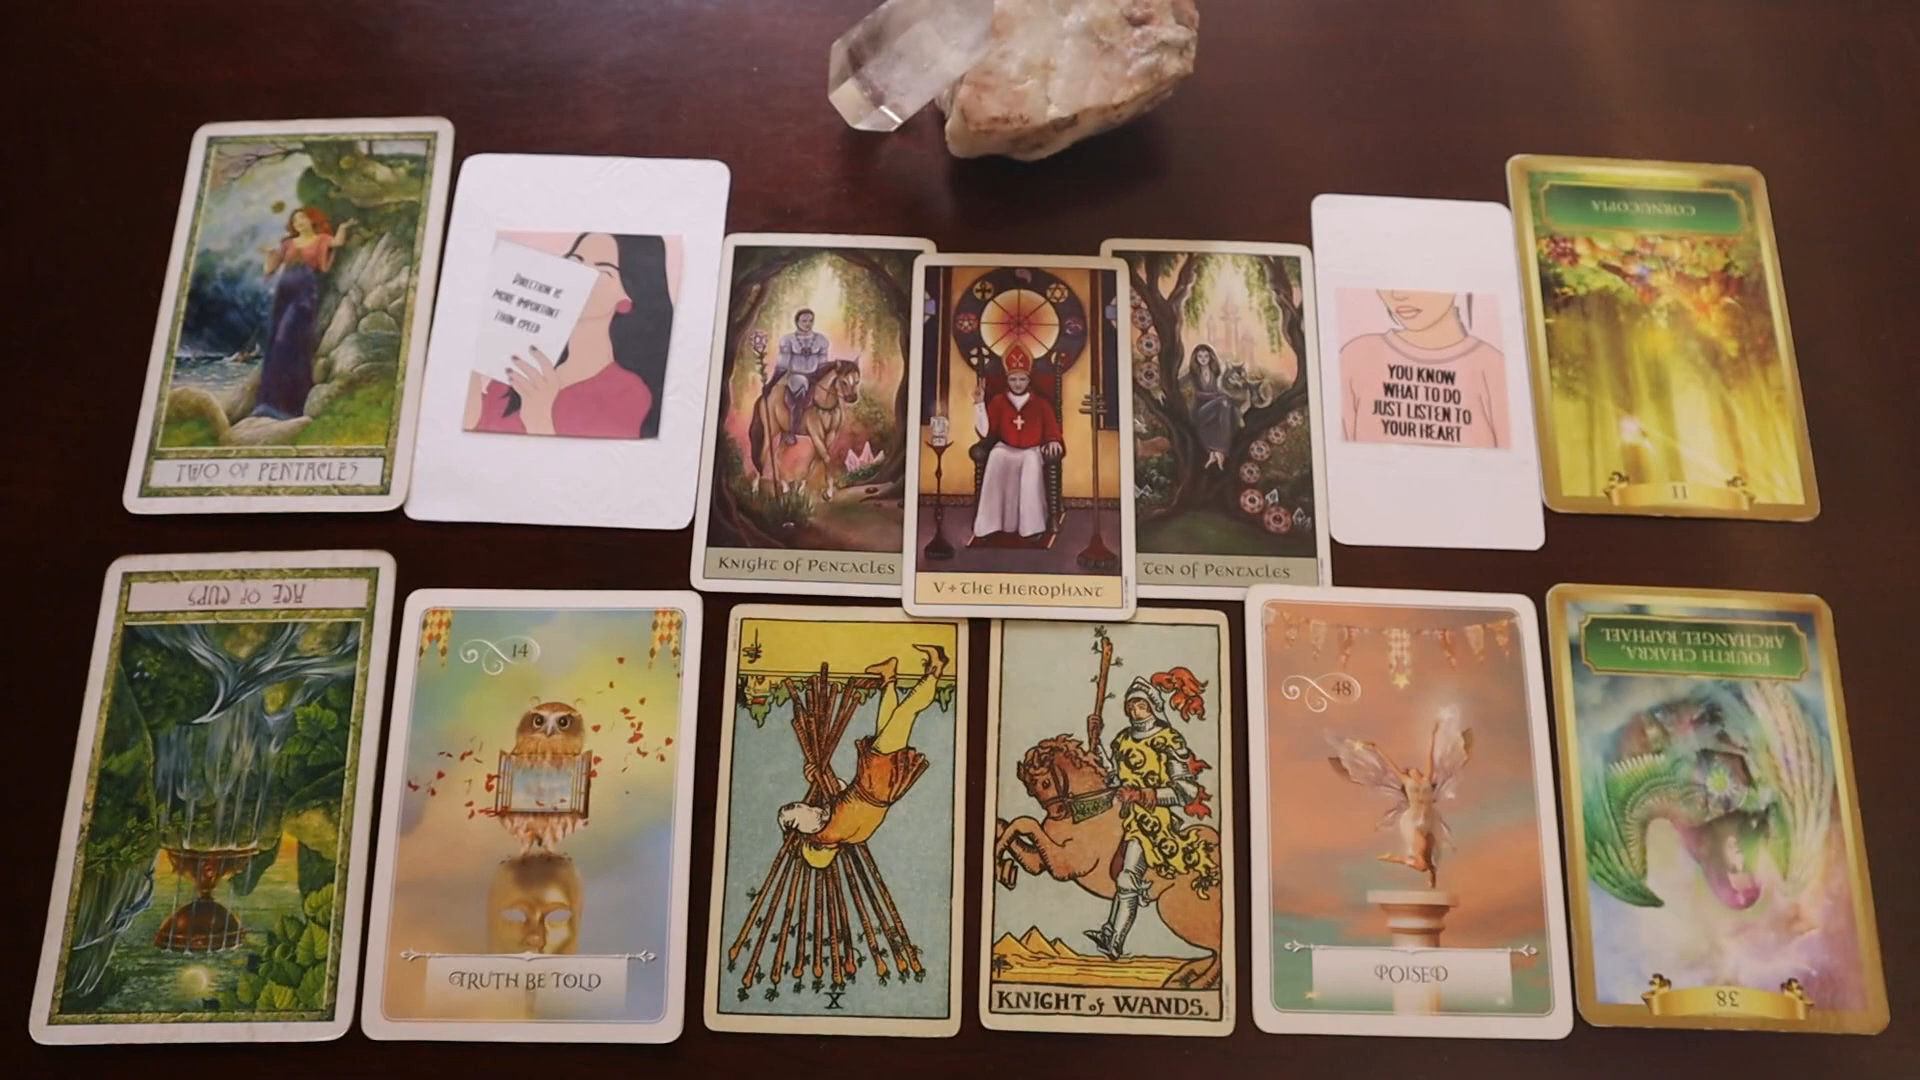 TWO OF PENTACLES
DIRECTION IS
MORE IMPORTANT
THAN SPEED
KNIGHT OF PENTACLES
V + THE HIEROPHANT
TEN OF PENTACLES
YOU KNOW
WHAT TO DO
JUST LISTEN TO
YOUR HEART
CORNUCOPIA
11
ACE OF CUPS
14
TRUTH BE TOLD
X
KNIGHT of WANDS.
48
POISED
FOURTH CHAKRA,
ARCHANGEL RAPHAEL
38